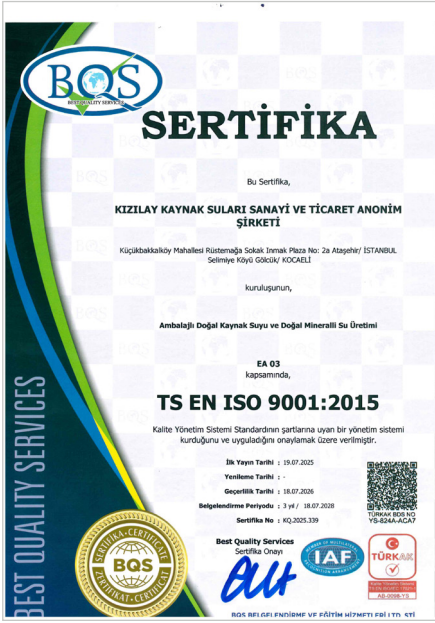 BQS
BEST QUALITY SERVICES
SERTİFİKA
Bu Sertifika,
KIZILAY KAYNAK SULARI SANAYİ VE TİCARET ANONİM
ŞİRKETİ
Küçükbakkalköy Mahallesi Rüstemağa Sokak Inmak Plaza No: 2a Ataşehir/ İSTANBUL
Selimiye Köyü Gölcük/ KOCAELİ
kuruluşunun,
Ambalajlı Doğal Kaynak Suyu ve Doğal Mineralli Su Üretimi
EA 03
kapsamında,
TS EN ISO 9001:2015
Kalite Yönetim Sistemi Standardının şartlarına uyan bir yönetim sistemi
kurduğunu ve uyguladığını onaylamak üzere verilmiştir.
İlk Yayın Tarihi : 19.07.2025
Yenileme Tarihi : -
Geçerlilik Tarihi : 18.07.2026
Belgelendirme Periyodu : 3 yıl / 18.07.2028
Sertifika No : KQ.2025.339
TÜRKAK BDS NO
YS-824A-ACA7
Best Quality Services
Sertifika Onayı
BEST QUALITY SERVICES
SERTİFİKA • CERTIFICATE
BQS
IAF
TÜRKAK
AB-0098-YS
BQS BELGELENDİRME VE EĞİTİM HİZMETLERİ LTD. ŞTİ